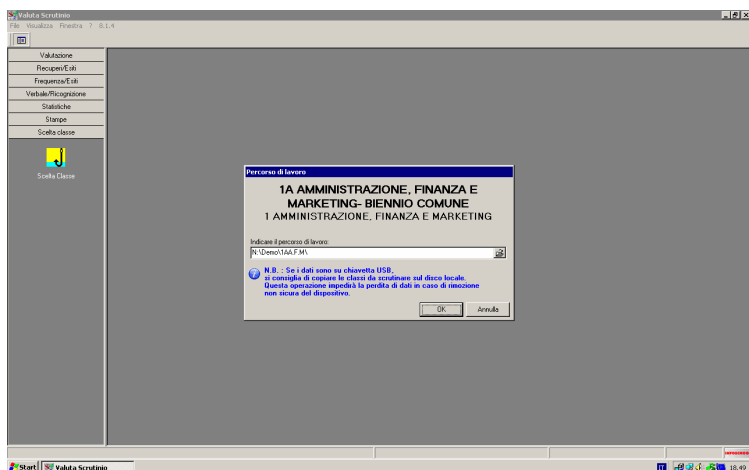 Valuta Scrutinio
File Visualizza Finestra ? 8.1.4
Valutazione
Recuperi/Esiti
Frequenza/Esiti
Verbale/Ricognizione
Statistiche
Stampe
Scelta classe
Scelta Classe
Percorso di lavoro
1A AMMINISTRAZIONE, FINANZA E
MARKETING- BIENNIO COMUNE
1 AMMINISTRAZIONE, FINANZA E MARKETING
Indicare il percorso di lavoro:
N:\Demo\1AA.F.M\
N.B. : Se i dati sono su chiavetta USB,
si consiglia di copiare le classi da scrutinare sul disco locale.
Questa operazione impedirà la perdita di dati in caso di rimozione
non sicura del dispositivo.
OK
Annulla
Start
Valuta Scrutinio
IT
18.49